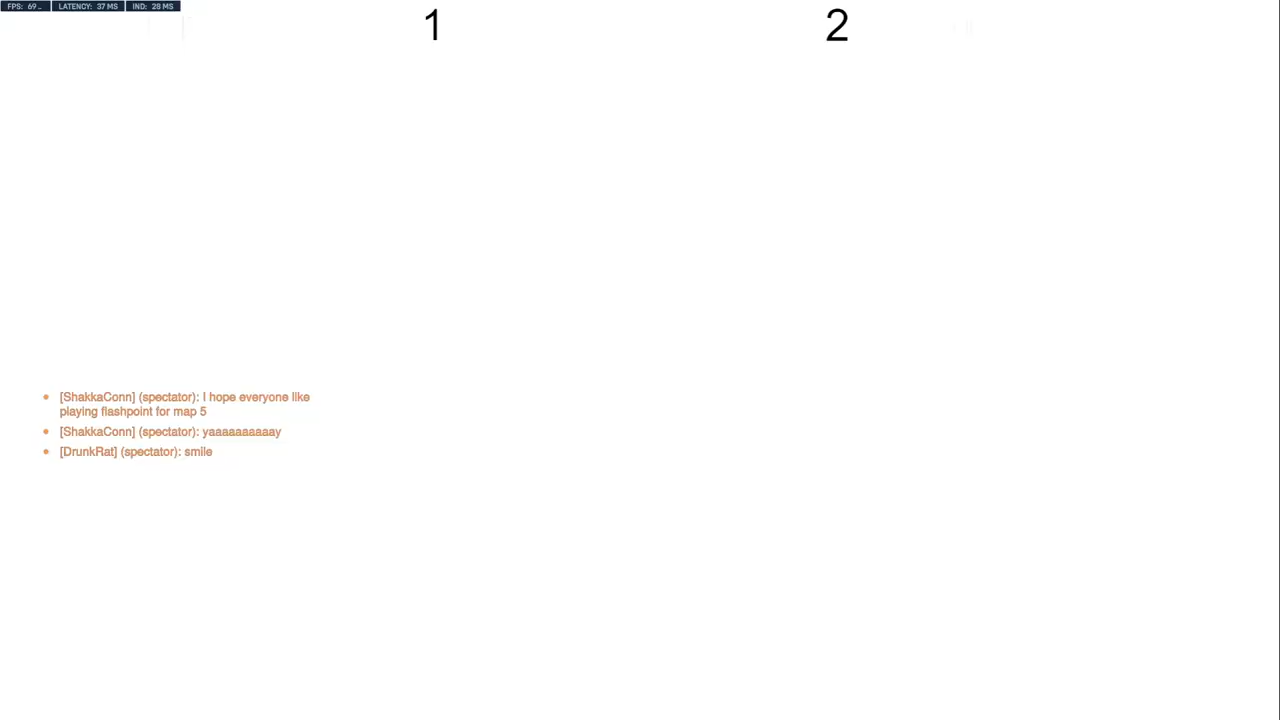 FPS: 69 .. LATENCY: 37 MS IND: 28 MS
1 2
[ShakkaConn] (spectator): I hope everyone like
playing flashpoint for map 5
[ShakkaConn] (spectator): yaaaaaaaaaay
[DrunkRat] (spectator): smile